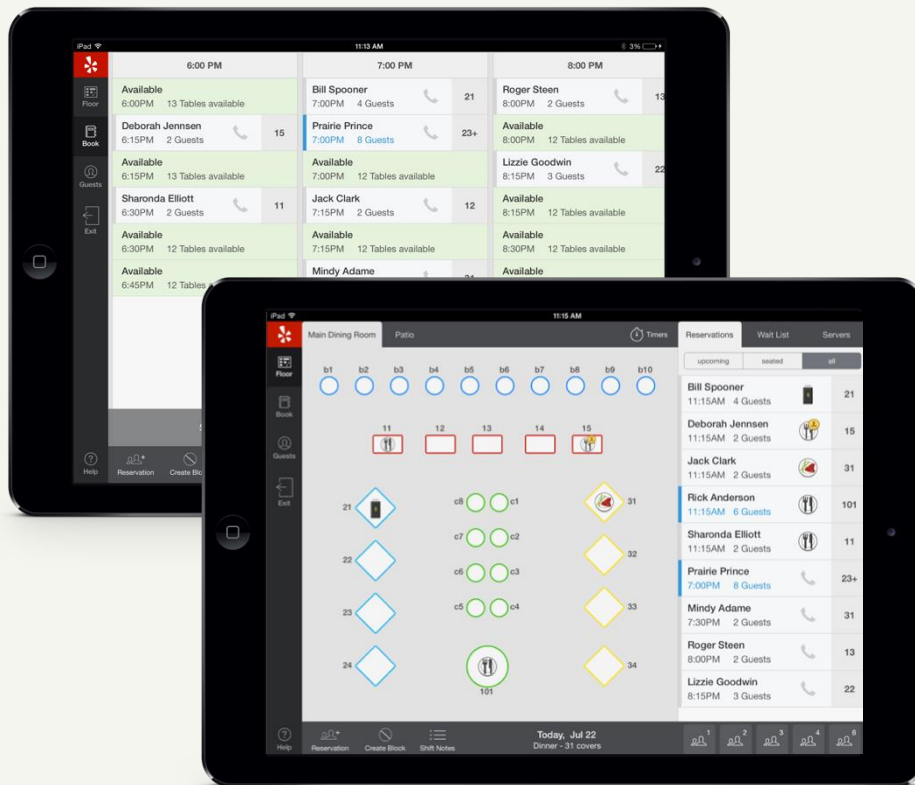 iPad
11:13 AM
3%
6:00 PM
7:00 PM
8:00 PM
Floor
Book
Guests
Exit
Help
Available
6:00PM 13 Tables available
Deborah Jennsen
6:15PM 2 Guests
15
Available
6:15PM 13 Tables available
Sharonda Elliott
6:30PM 2 Guests
11
Available
6:30PM 12 Tables available
Available
6:45PM 12 Tables
Bill Spooner
7:00PM 4 Guests
21
Prairie Prince
7:00PM 8 Guests
23+
Available
7:00PM 12 Tables available
Jack Clark
7:15PM 2 Guests
12
Available
7:15PM 12 Tables available
Mindy Adame
Roger Steen
8:00PM 2 Guests
13
Available
8:00PM 12 Tables available
Lizzie Goodwin
8:15PM 3 Guests
22
Available
8:15PM 12 Tables available
Available
8:30PM 12 Tables available
Available
Reservation
Create Bloc
iPad
11:15 AM
Main Dining Room
Patio
Timers
Reservations
Wait List
Servers
Floor
Book
Guests
Exit
Help
b1 b2 b3 b4 b5 b6 b7 b8 b9 b10
11 12 13 14 15
21
c8 c1
31
22
c7 c2
32
c6 c3
23
c5 c4
33
24
34
101
upcoming
seated
all
Bill Spooner
11:15AM 4 Guests
21
Deborah Jennsen
11:15AM 2 Guests
15
Jack Clark
11:15AM 2 Guests
31
Rick Anderson
11:15AM 6 Guests
101
Sharonda Elliott
11:15AM 2 Guests
11
Prairie Prince
7:00PM 8 Guests
23+
Mindy Adame
7:30PM 2 Guests
31
Roger Steen
8:00PM 2 Guests
13
Lizzie Goodwin
8:15PM 3 Guests
22
Reservation
Create Block
Shift Notes
Today, Jul 22
Dinner - 31 covers
1 2 3 4 6